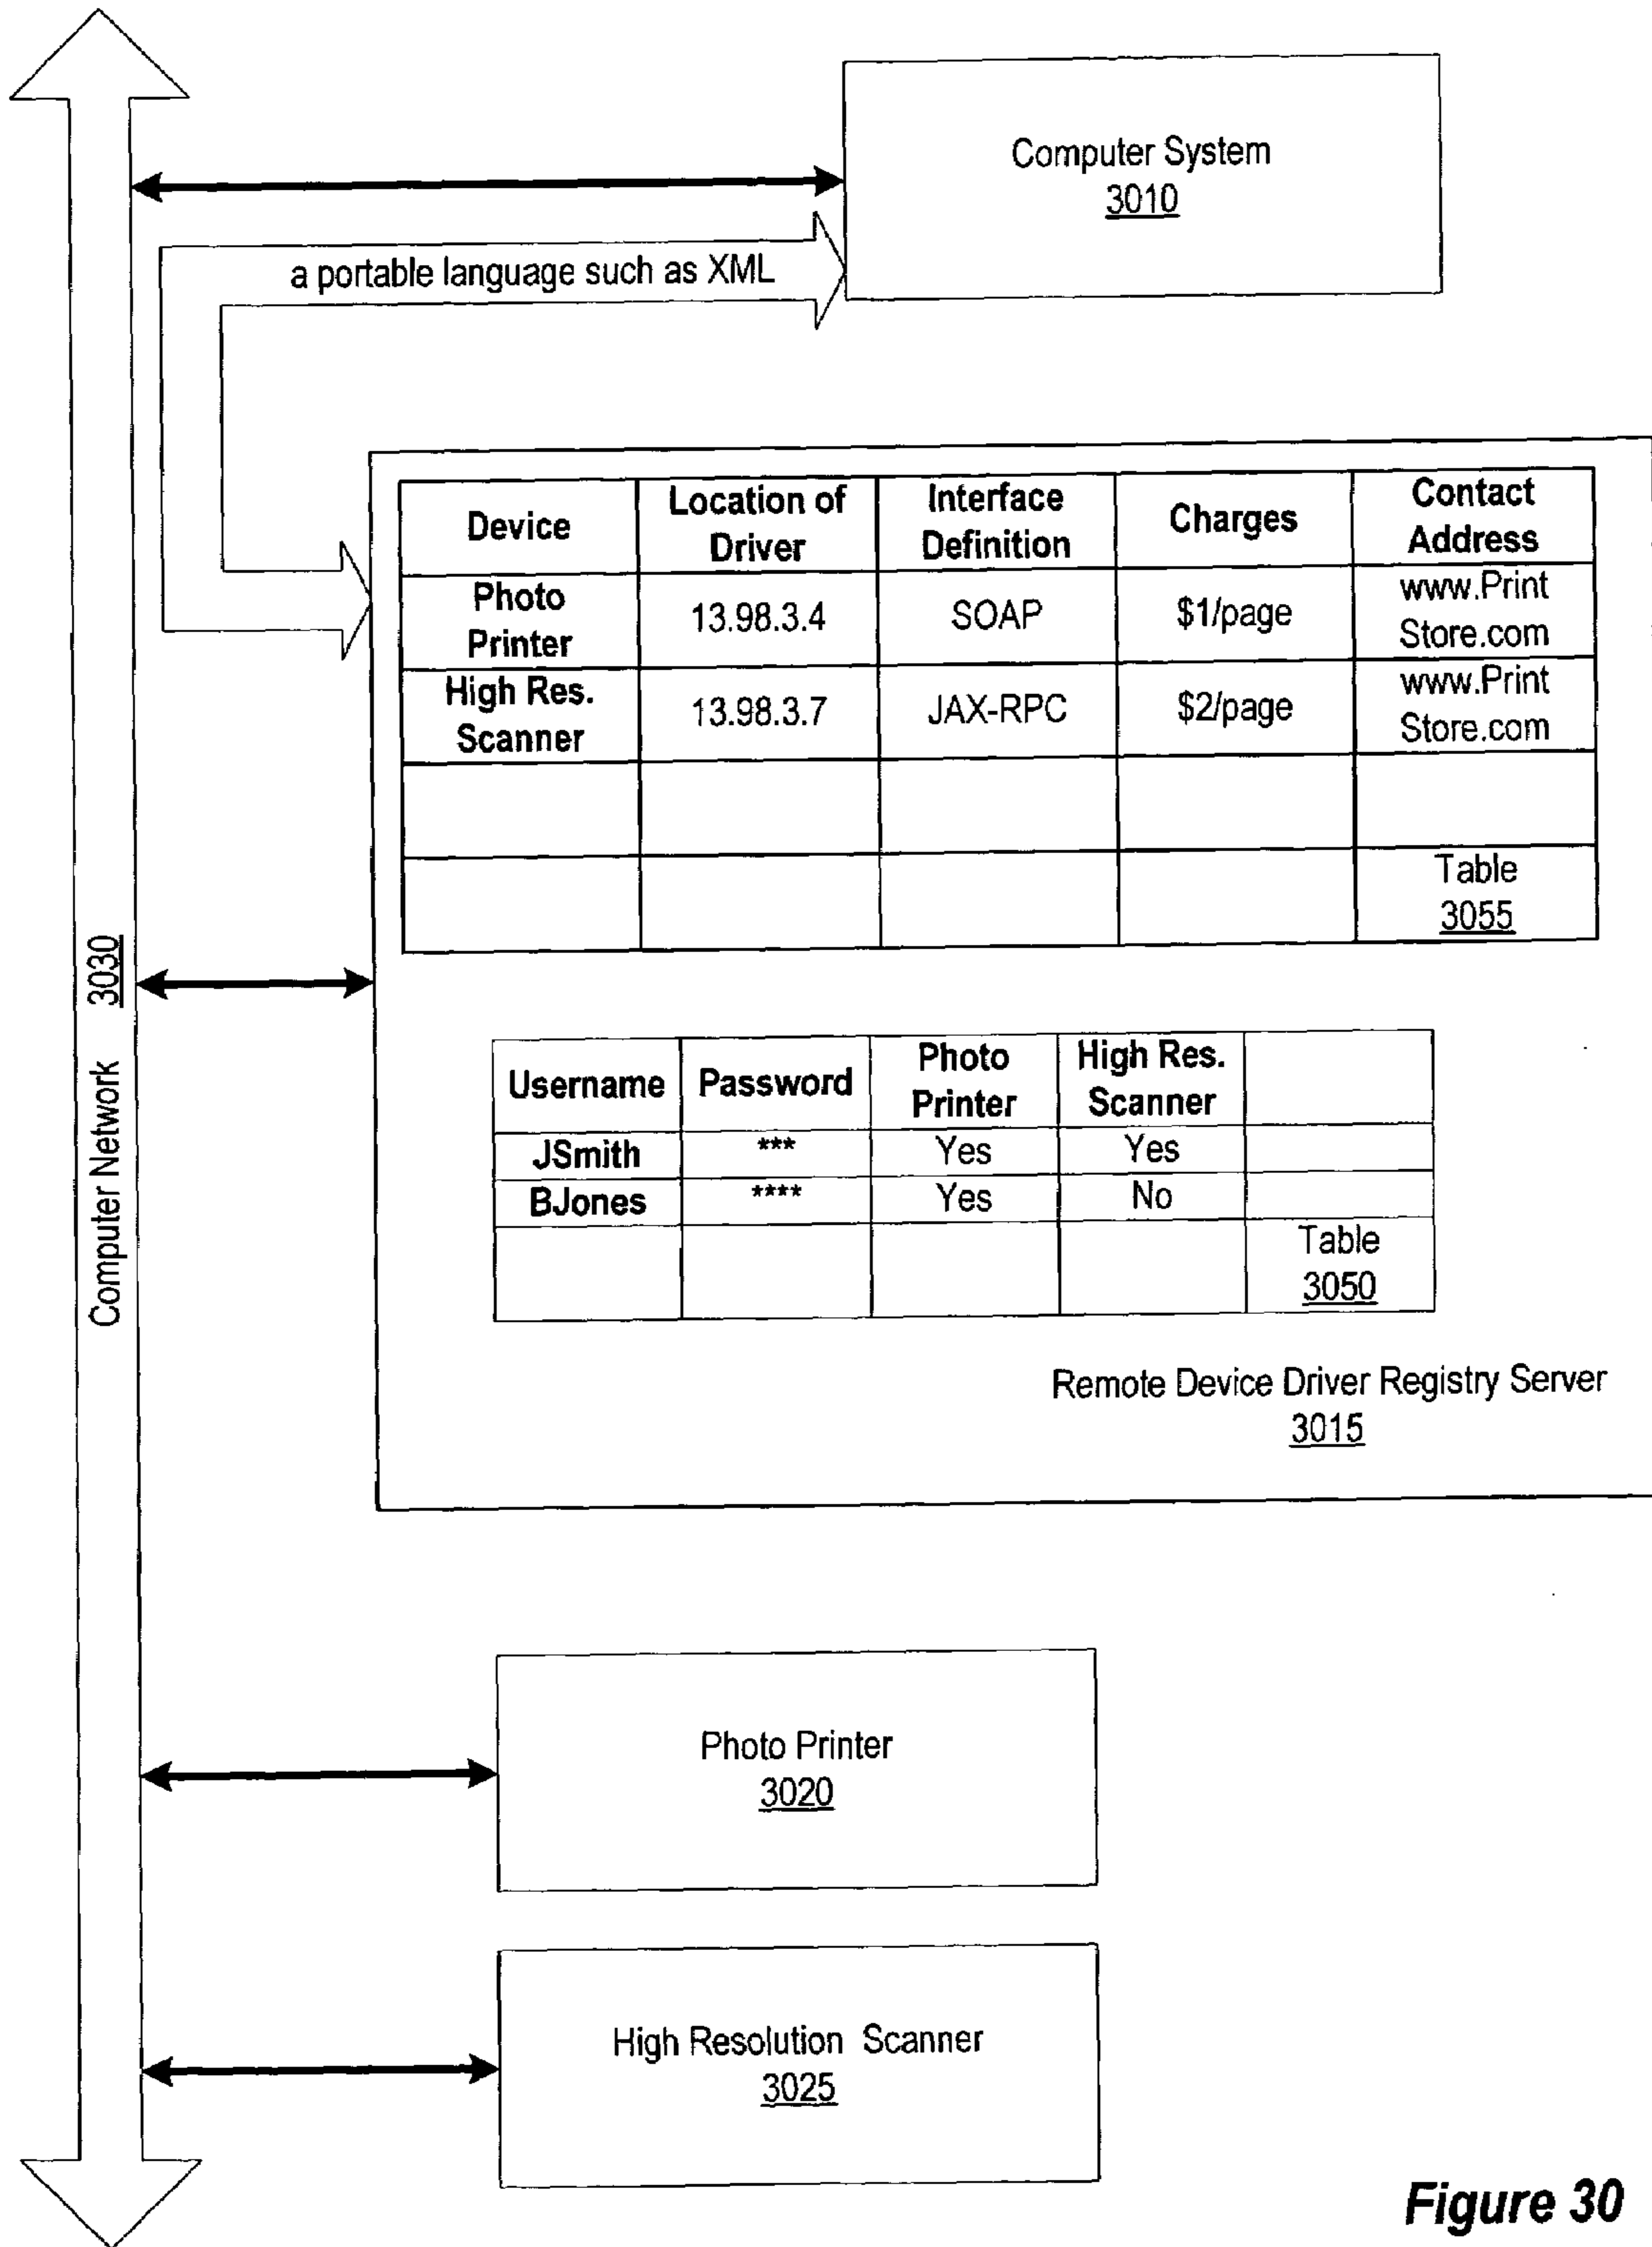 Computer System
3010
a portable language such as XML
Device Location of Driver Interface Definition Charges Contact Address
Photo Printer 13.98.3.4 SOAP $1/page www.Print Store.com
High Res. Scanner 13.98.3.7 JAX-RPC $2/page www.Print Store.com
Table
3055
Computer Network 3030
Username Password Photo Printer High Res. Scanner
JSmith *** Yes Yes
BJones **** Yes No
Table
3050
Remote Device Driver Registry Server
3015
Photo Printer
3020
High Resolution Scanner
3025
Figure 30